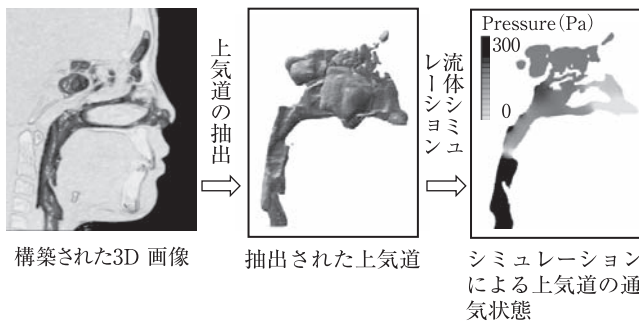 上気道の抽出
流体シミュ
レーション
Pressure(Pa)
300
0
構築された3D 画像
抽出された上気道
シミュレーション
による上気道の通
気状態